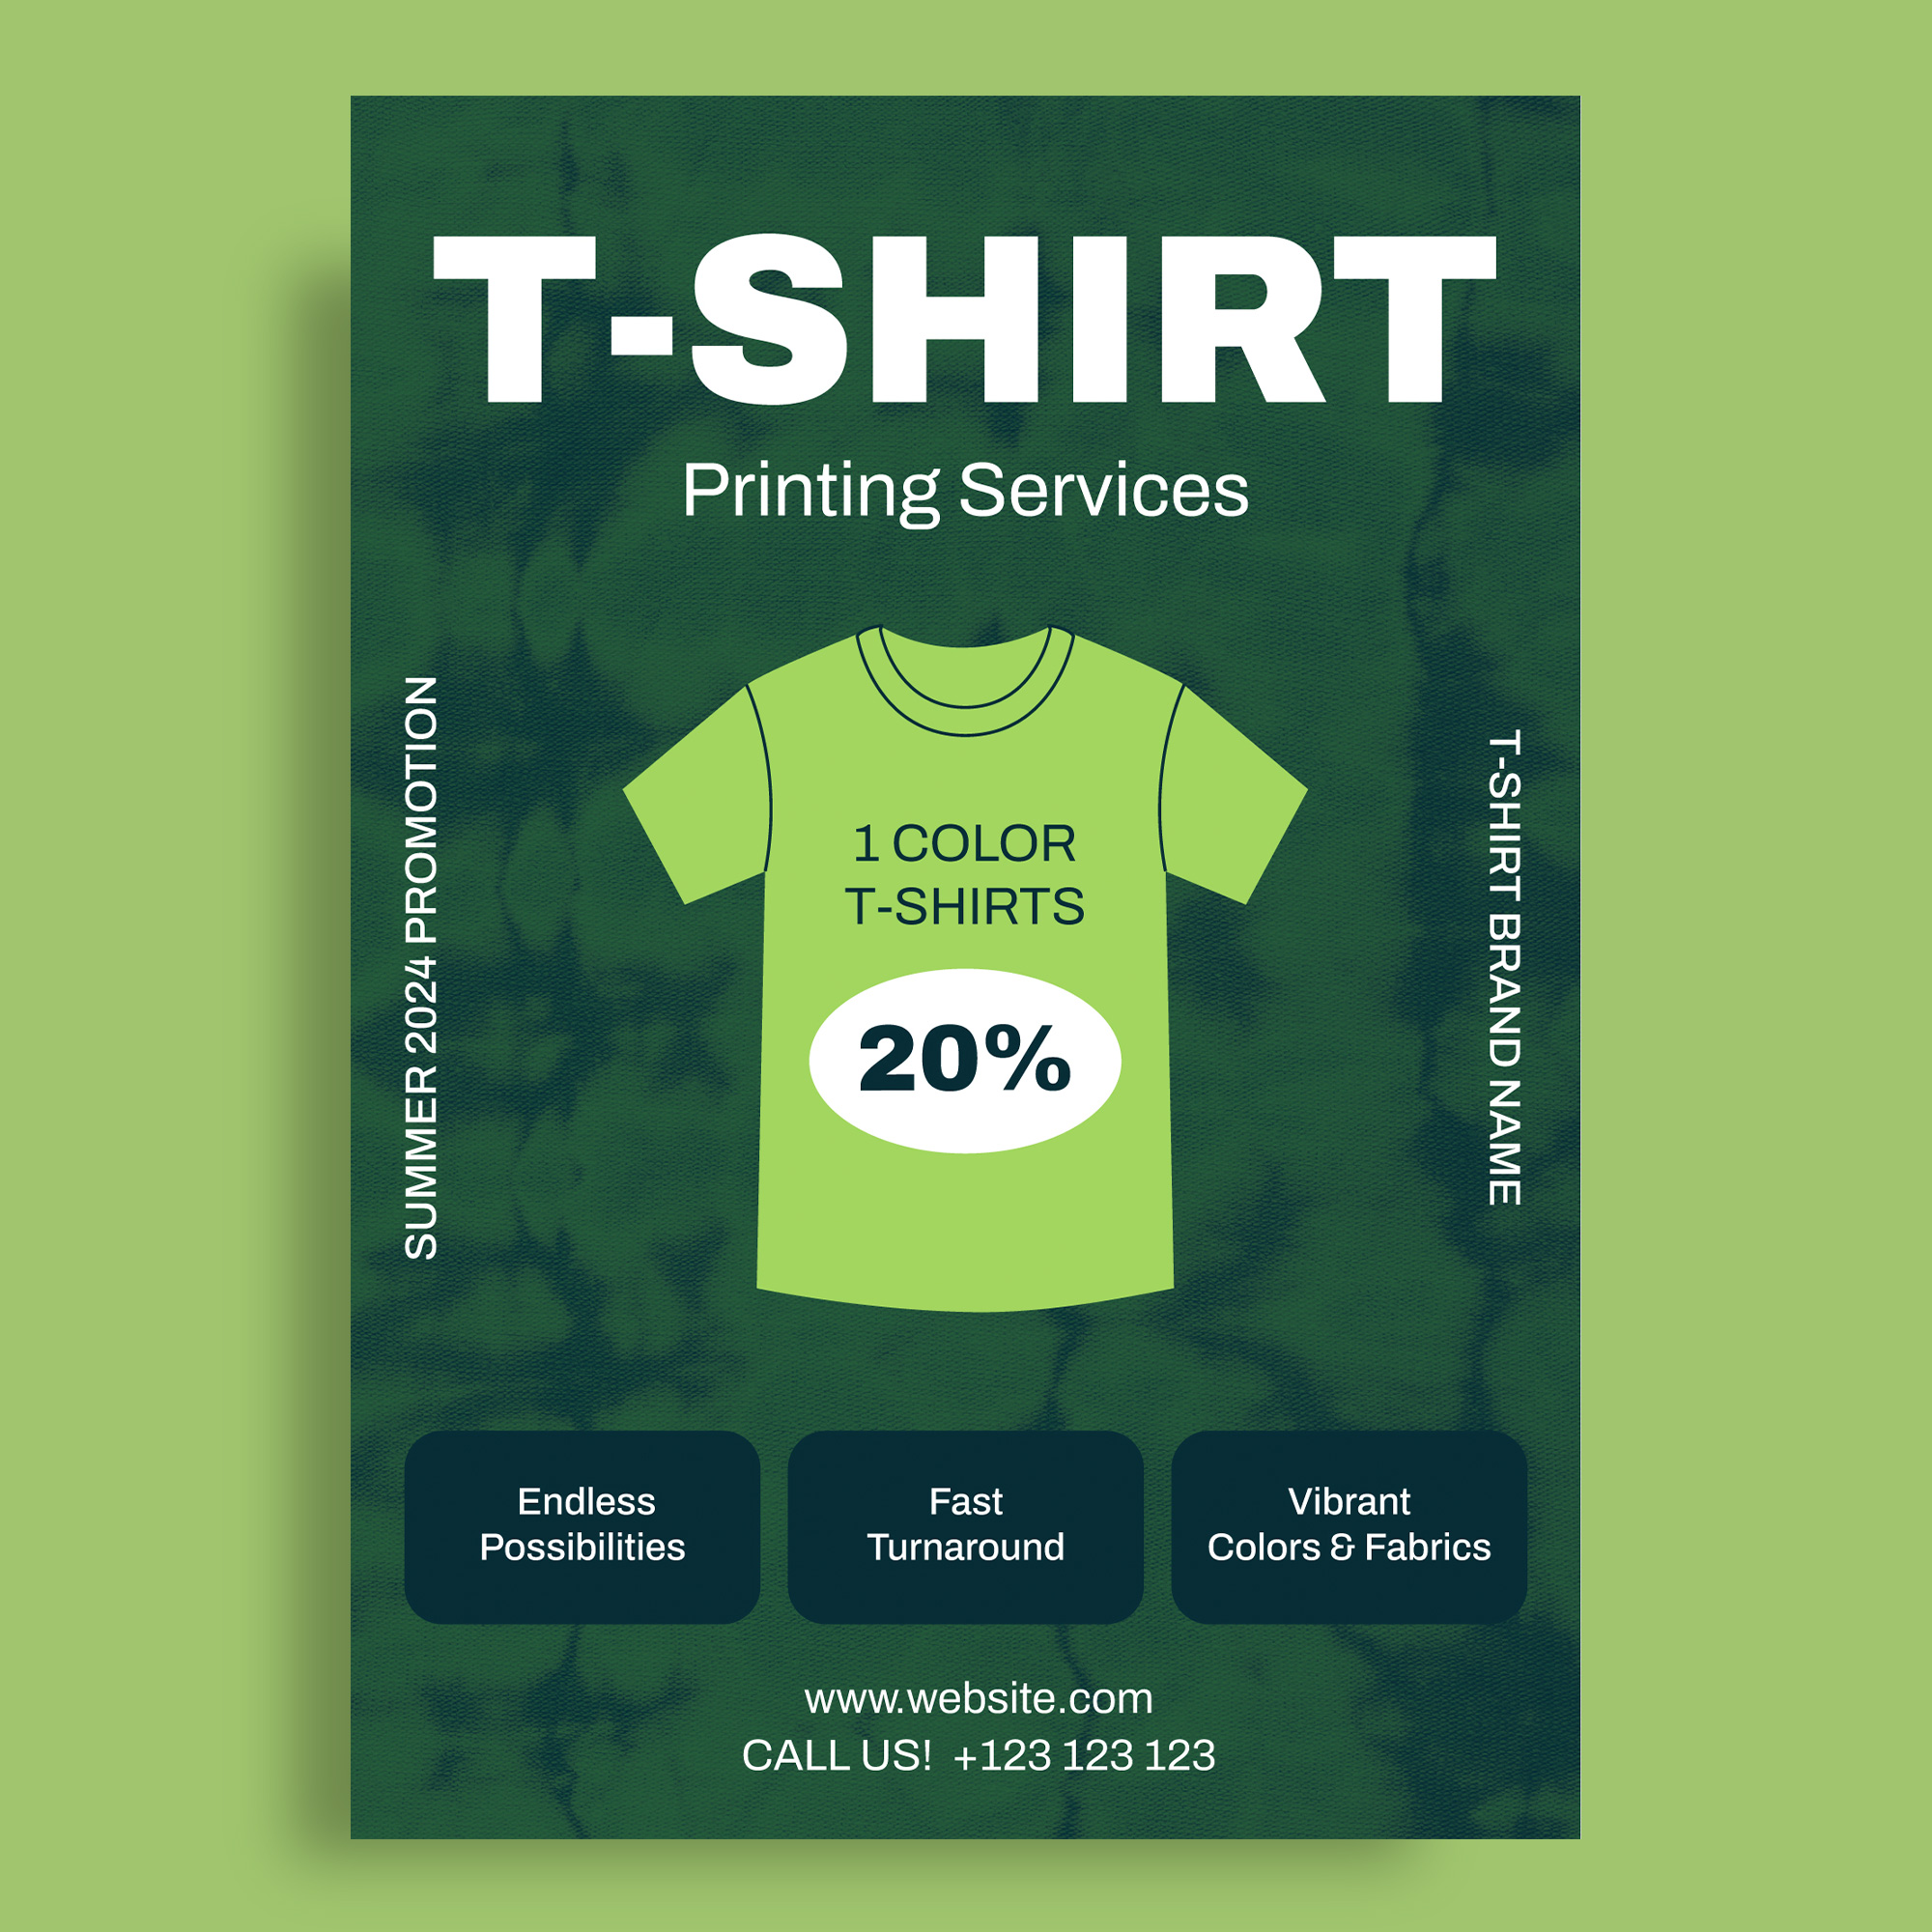 T-SHIRT
Printing Services
SUMMER 2024 PROMOTION
T-SHIRT BRAND NAME
1 COLOR
T-SHIRTS
20%
Endless
Possibilities
Fast
Turnaround
Vibrant
Colors & Fabrics
www.website.com
CALL US! +123 123 123